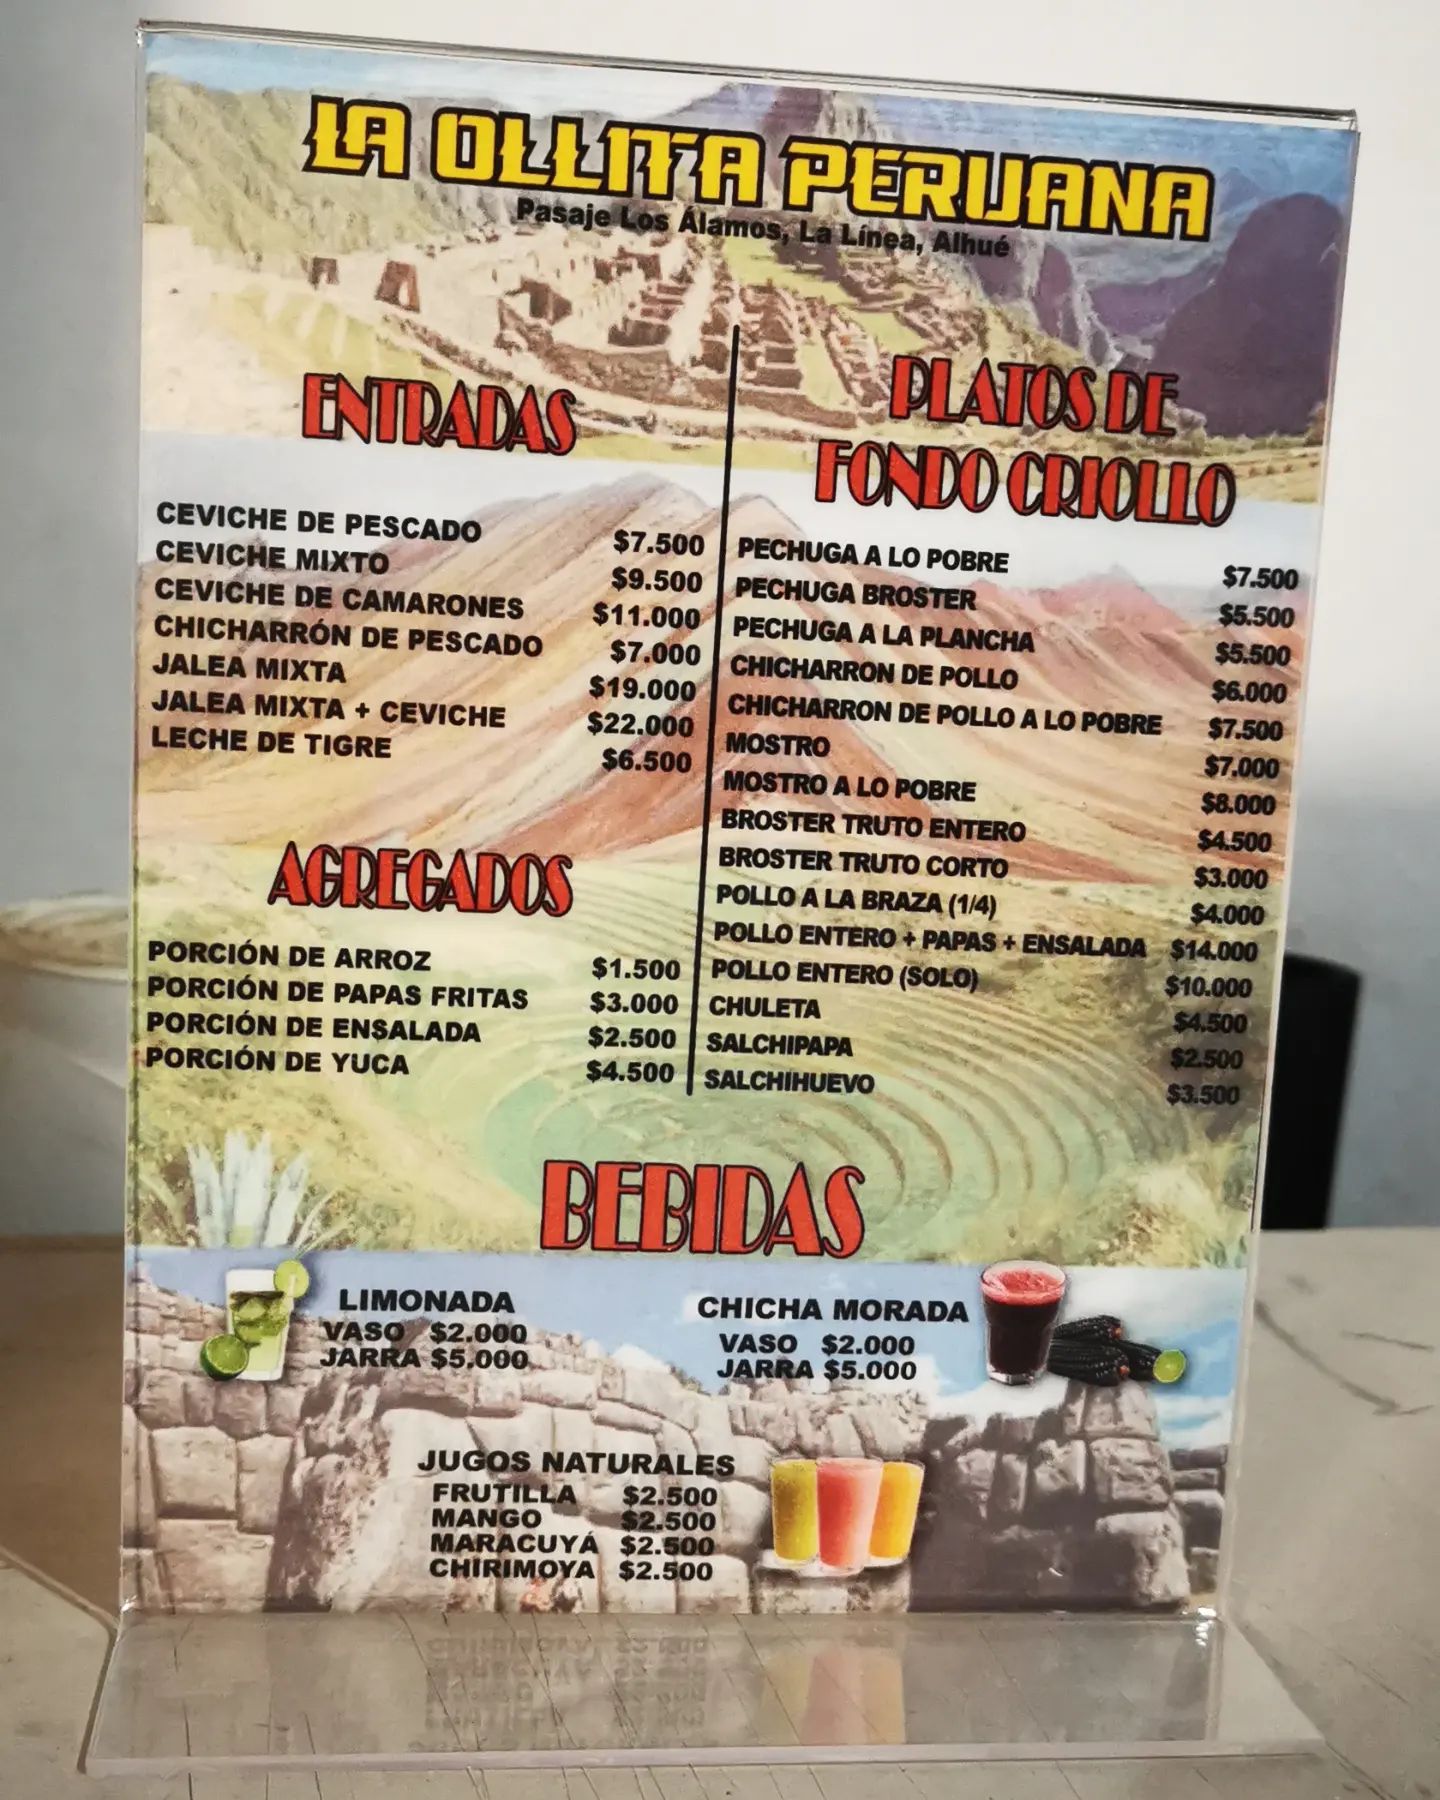 LA OLLITA PERUANA
Pasaje Los Álamos, La Línea, Alhué
ENTRADAS
CEVICHE DE PESCADO $7.500
CEVICHE MIXTO $9.500
CEVICHE DE CAMARONES $11.000
CHICHARRÓN DE PESCADO $7.000
JALEA MIXTA $19.000
JALEA MIXTA + CEVICHE $22.000
LECHE DE TIGRE $6.500
AGREGADOS
PORCIÓN DE ARROZ $1.500
PORCIÓN DE PAPAS FRITAS $3.000
PORCIÓN DE ENSALADA $2.500
PORCIÓN DE YUCA $4.500
PLATOS DE
FONDO CRIOLLO
PECHUGA A LO POBRE $7.500
PECHUGA BROSTER $5.500
PECHUGA A LA PLANCHA $5.500
CHICHARRON DE POLLO $6.000
CHICHARRON DE POLLO A LO POBRE $7.500
MOSTRO $7.000
MOSTRO A LO POBRE $8.000
BROSTER TRUTO ENTERO $4.500
BROSTER TRUTO CORTO $3.000
POLLO A LA BRAZA (1/4) $4.000
POLLO ENTERO + PAPAS + ENSALADA $14.000
POLLO ENTERO (SOLO) $10.000
CHULETA $4.500
SALCHIPAPA $2.500
SALCHIHUEVO $3.500
BEBIDAS
LIMONADA
VASO $2.000
JARRA $5.000
CHICHA MORADA
VASO $2.000
JARRA $5.000
JUGOS NATURALES
FRUTILLA $2.500
MANGO $2.500
MARACUYÁ $2.500
CHIRIMOYA $2.500